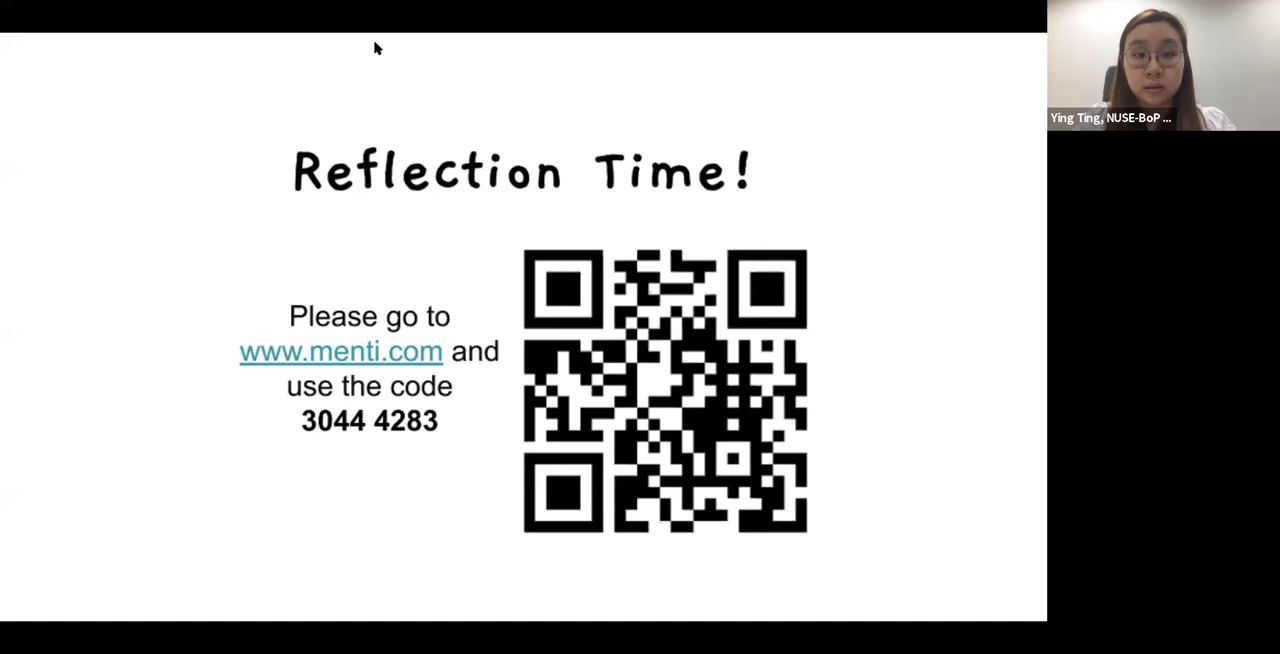 Reflection Time!
Please go to
www.menti.com and
use the code
3044 4283
Ying Ting, NUSE-BoP ...